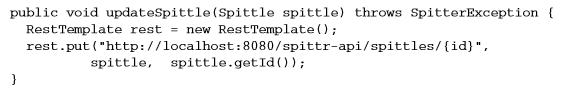 public void updateSpittle(Spittle spittle) throws SpitterException {
  RestTemplate rest = new RestTemplate();
  rest.put("http://localhost:8080/spittr-api/spittles/{id}",
          spittle,  spittle.getId());
}